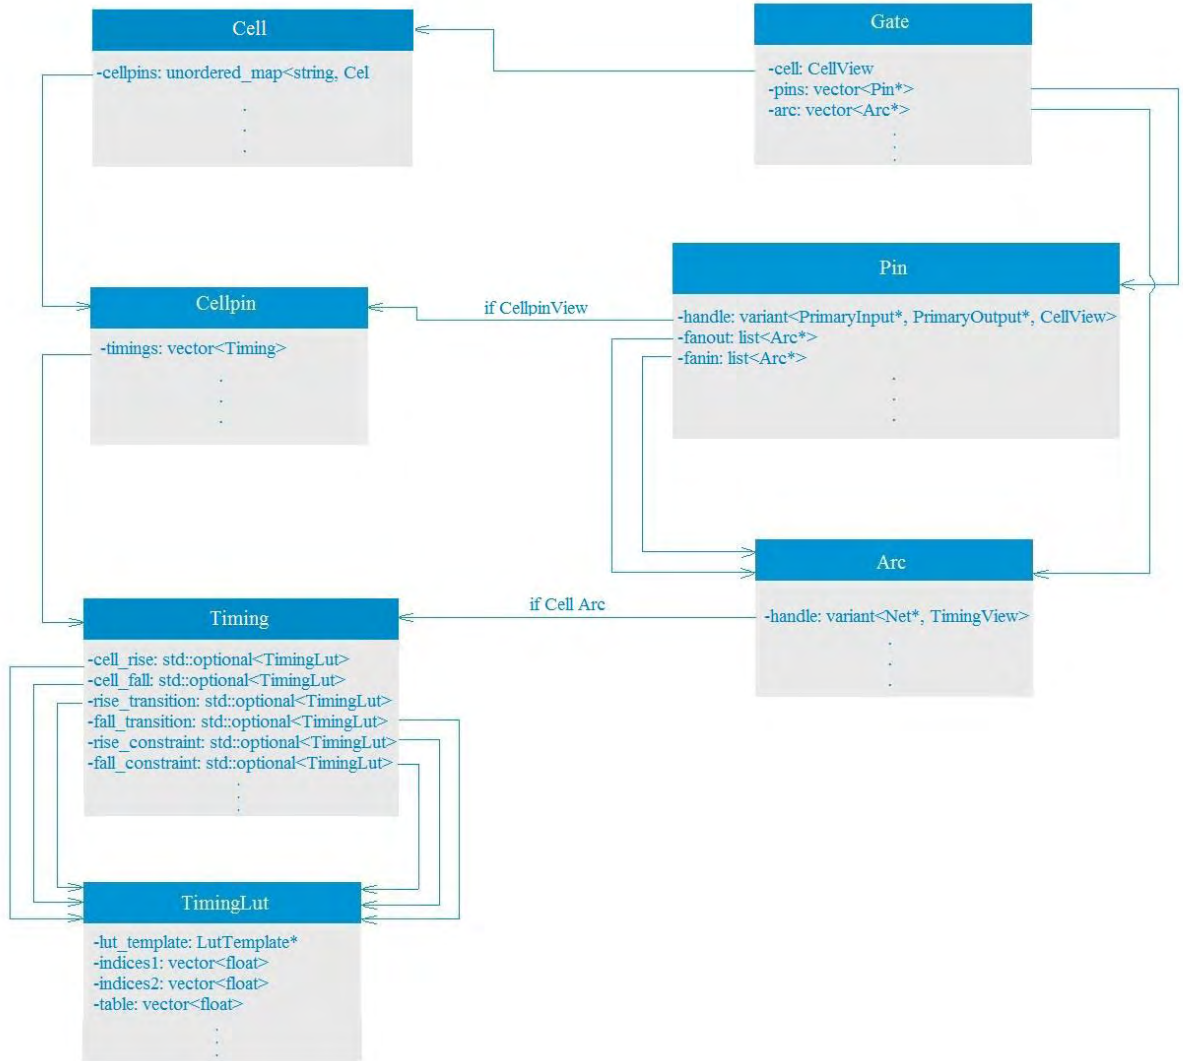 Cell
-cellpins: unordered_map<string, Cel
Gate
-cell: CellView
-pins: vector<Pin*>
-arc: vector<Arc*>
Pin
-handle: variant<PrimaryInput*, PrimaryOutput*, CellView>
-fanout: list<Arc*>
-fanin: list<Arc*>
if CellpinView
Cellpin
-timings: vector<Timing>
Arc
-handle: variant<Net*, TimingView>
if Cell Arc
Timing
-cell_rise: std::optional<TimingLut>
-cell_fall: std::optional<TimingLut>
-rise_transition: std::optional<TimingLut>
-fall_transition: std::optional<TimingLut>
-rise_constraint: std::optional<TimingLut>
-fall_constraint: std::optional<TimingLut>
TimingLut
-lut_template: LutTemplate*
-indices1: vector<float>
-indices2: vector<float>
-table: vector<float>